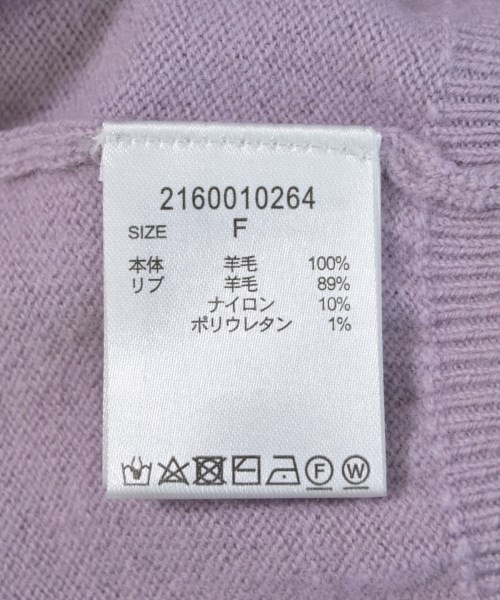 2160010264
SIZE F
本体 羊毛 100%
リブ 羊毛 89%
ナイロン 10%
ポリウレタン 1%
F W